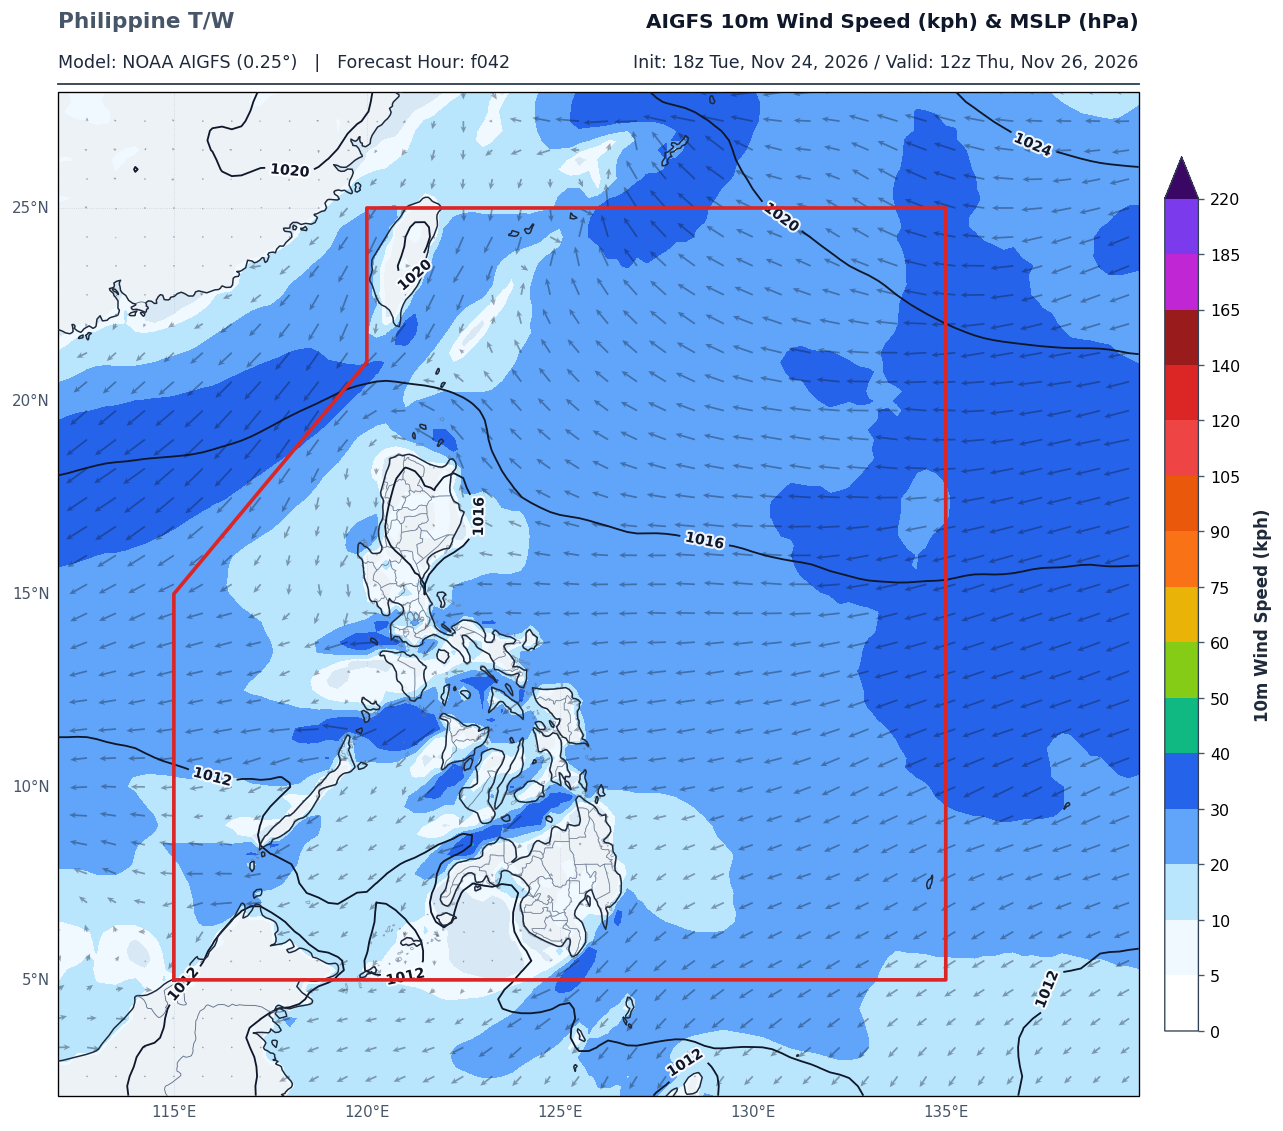 Philippine T/W
AIGFS 10m Wind Speed (kph) & MSLP (hPa)
Model: NOAA AIGFS (0.25°)   |   Forecast Hour: f042
Init: 18z Tue, Nov 24, 2026 / Valid: 12z Thu, Nov 26, 2026
1024
1020
1020
1020
1016
1016
1012
1012
1012
1012
1012
25°N
20°N
15°N
10°N
5°N
115°E
120°E
125°E
130°E
135°E
220
185
165
140
120
105
90
75
60
50
40
30
20
10
5
0
10m Wind Speed (kph)